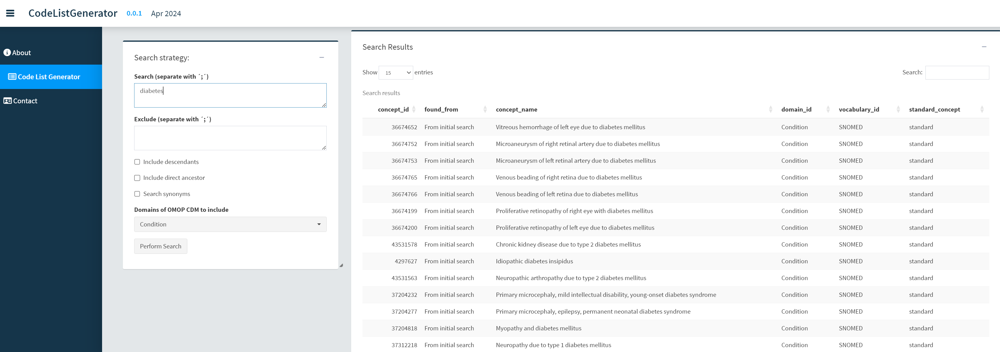 CodeListGenerator 0.0.1 Apr 2024
About
Code List Generator
Contact
Search strategy:
Search (separate with ´;´)
diabetes
Exclude (separate with ´;´)
Include descendants
Include direct ancestor
Search synonyms
Domains of OMOP CDM to include
Condition
Perform Search
Search Results
Show 15 entries Search:
Search results
concept_id found_from concept_name domain_id vocabulary_id standard_concept
36674652 From initial search Vitreous hemorrhage of left eye due to diabetes mellitus Condition SNOMED standard
36674752 From initial search Microaneurysm of right retinal artery due to diabetes mellitus Condition SNOMED standard
36674753 From initial search Microaneurysm of left retinal artery due to diabetes mellitus Condition SNOMED standard
36674765 From initial search Venous beading of right retina due to diabetes mellitus Condition SNOMED standard
36674766 From initial search Venous beading of left retina due to diabetes mellitus Condition SNOMED standard
36674199 From initial search Proliferative retinopathy of right eye with diabetes mellitus Condition SNOMED standard
36674200 From initial search Proliferative retinopathy of left eye due to diabetes mellitus Condition SNOMED standard
43531578 From initial search Chronic kidney disease due to type 2 diabetes mellitus Condition SNOMED standard
4297627 From initial search Idiopathic diabetes insipidus Condition SNOMED standard
43531563 From initial search Neuropathic arthropathy due to type 2 diabetes mellitus Condition SNOMED standard
37204232 From initial search Primary microcephaly, mild intellectual disability, young-onset diabetes syndrome Condition SNOMED standard
37204277 From initial search Primary microcephaly, epilepsy, permanent neonatal diabetes syndrome Condition SNOMED standard
37204818 From initial search Myopathy and diabetes mellitus Condition SNOMED standard
37312218 From initial search Neuropathy due to type 1 diabetes mellitus Condition SNOMED standard